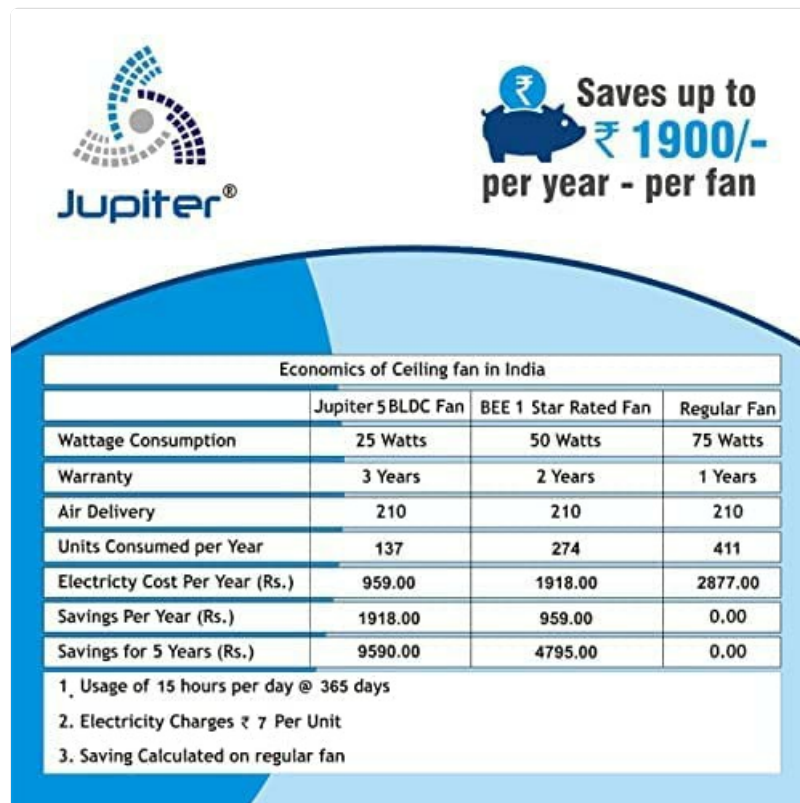 Jupiter®
₹
Saves up to
₹ 1900/-
per year - per fan
Economics of Ceiling fan in India
Jupiter 5 BLDC Fan BEE 1 Star Rated Fan Regular Fan
Wattage Consumption 25 Watts 50 Watts 75 Watts
Warranty 3 Years 2 Years 1 Years
Air Delivery 210 210 210
Units Consumed per Year 137 274 411
Electricty Cost Per Year (Rs.) 959.00 1918.00 2877.00
Savings Per Year (Rs.) 1918.00 959.00 0.00
Savings for 5 Years (Rs.) 9590.00 4795.00 0.00
1. Usage of 15 hours per day @ 365 days
2. Electricity Charges ₹ 7 Per Unit
3. Saving Calculated on regular fan